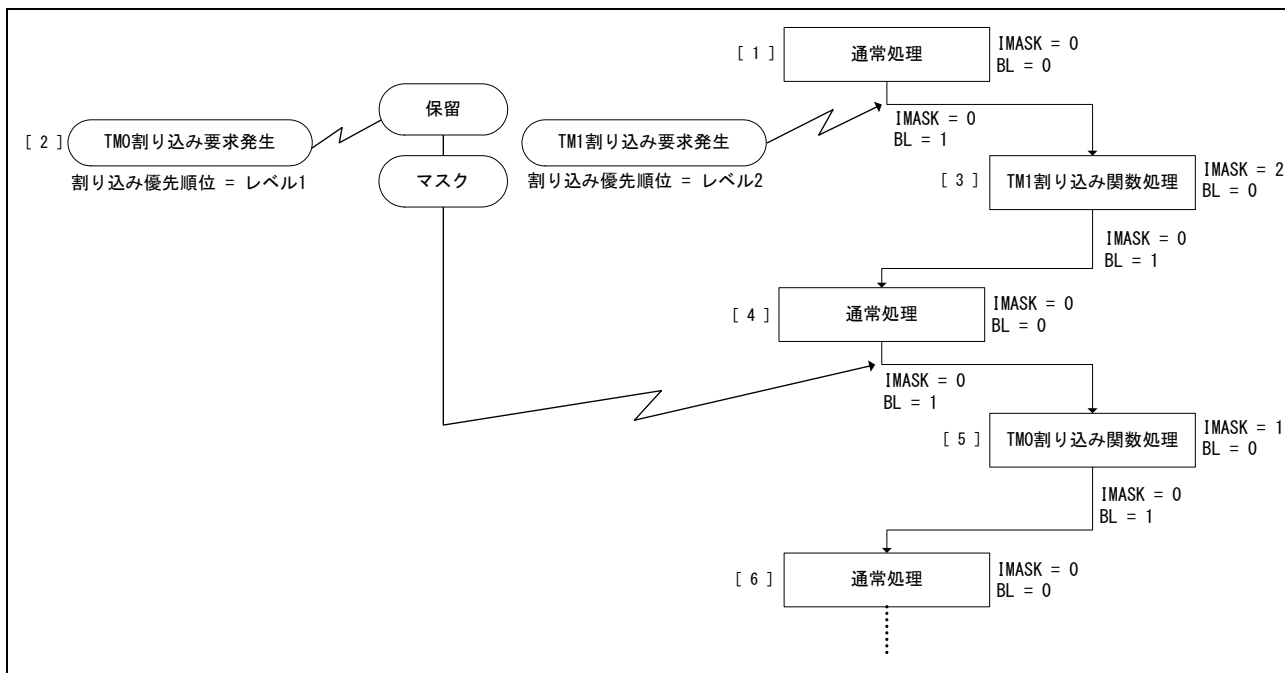 [ 1 ]
通常処理
IMASK = 0
BL = 0
保留
[ 2 ]
TM0割り込み要求発生
TM1割り込み要求発生
IMASK = 0
BL = 1
マスク
割り込み優先順位 = レベル1
割り込み優先順位 = レベル2
[ 3 ]
TM1割り込み関数処理
IMASK = 2
BL = 0
IMASK = 0
BL = 1
[ 4 ]
通常処理
IMASK = 0
BL = 0
IMASK = 0
BL = 1
[ 5 ]
TM0割り込み関数処理
IMASK = 1
BL = 0
IMASK = 0
BL = 1
[ 6 ]
通常処理
IMASK = 0
BL = 0